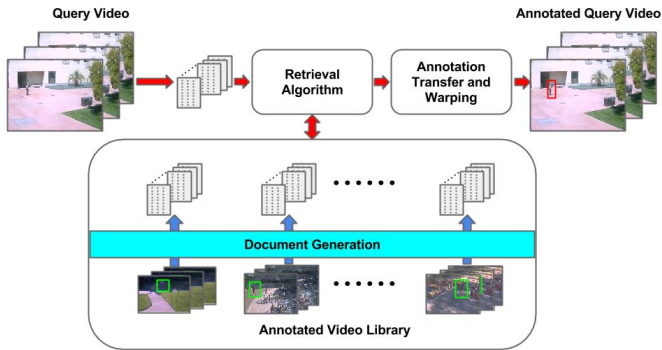 Query Video
Annotated Query Video
Retrieval
Algorithm
Annotation
Transfer and
Warping
Document Generation
Annotated Video Library